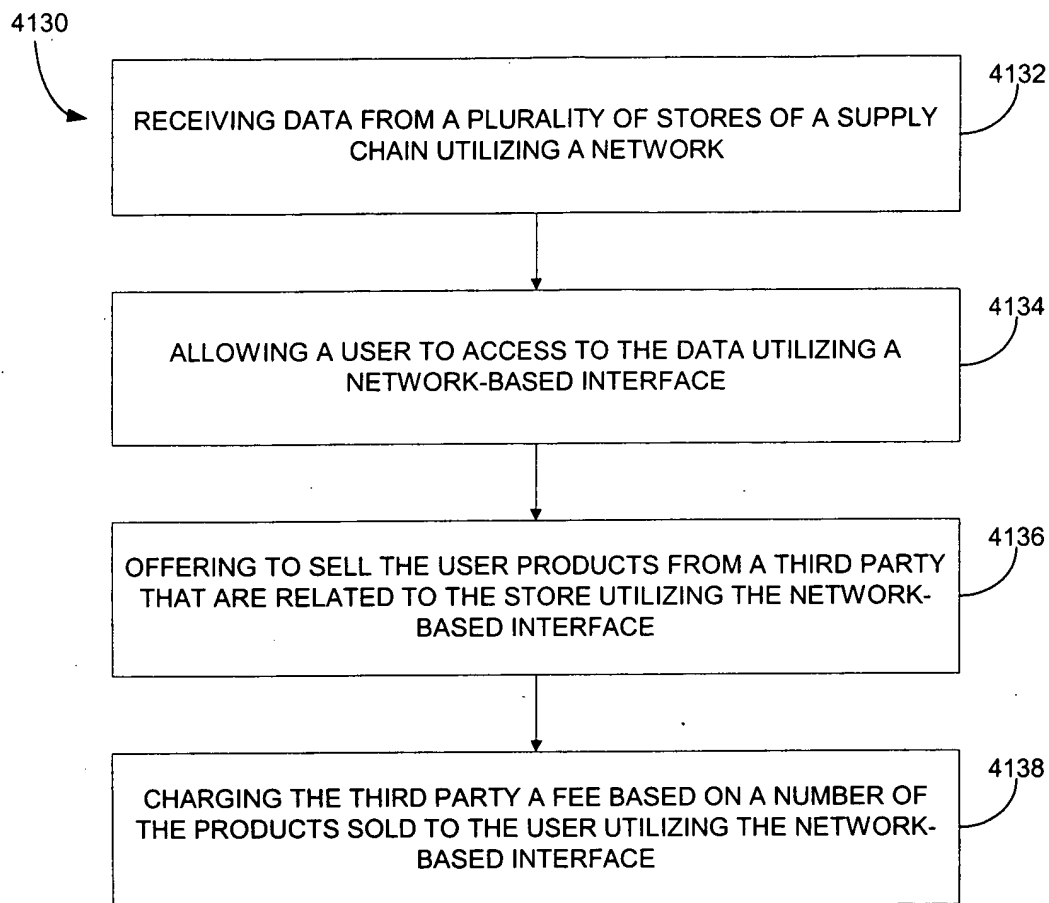 4130
4132
RECEIVING DATA FROM A PLURALITY OF STORES OF A SUPPLY
CHAIN UTILIZING A NETWORK
4134
ALLOWING A USER TO ACCESS TO THE DATA UTILIZING A
NETWORK-BASED INTERFACE
4136
OFFERING TO SELL THE USER PRODUCTS FROM A THIRD PARTY
THAT ARE RELATED TO THE STORE UTILIZING THE NETWORK-
BASED INTERFACE
4138
CHARGING THE THIRD PARTY A FEE BASED ON A NUMBER OF
THE PRODUCTS SOLD TO THE USER UTILIZING THE NETWORK-
BASED INTERFACE